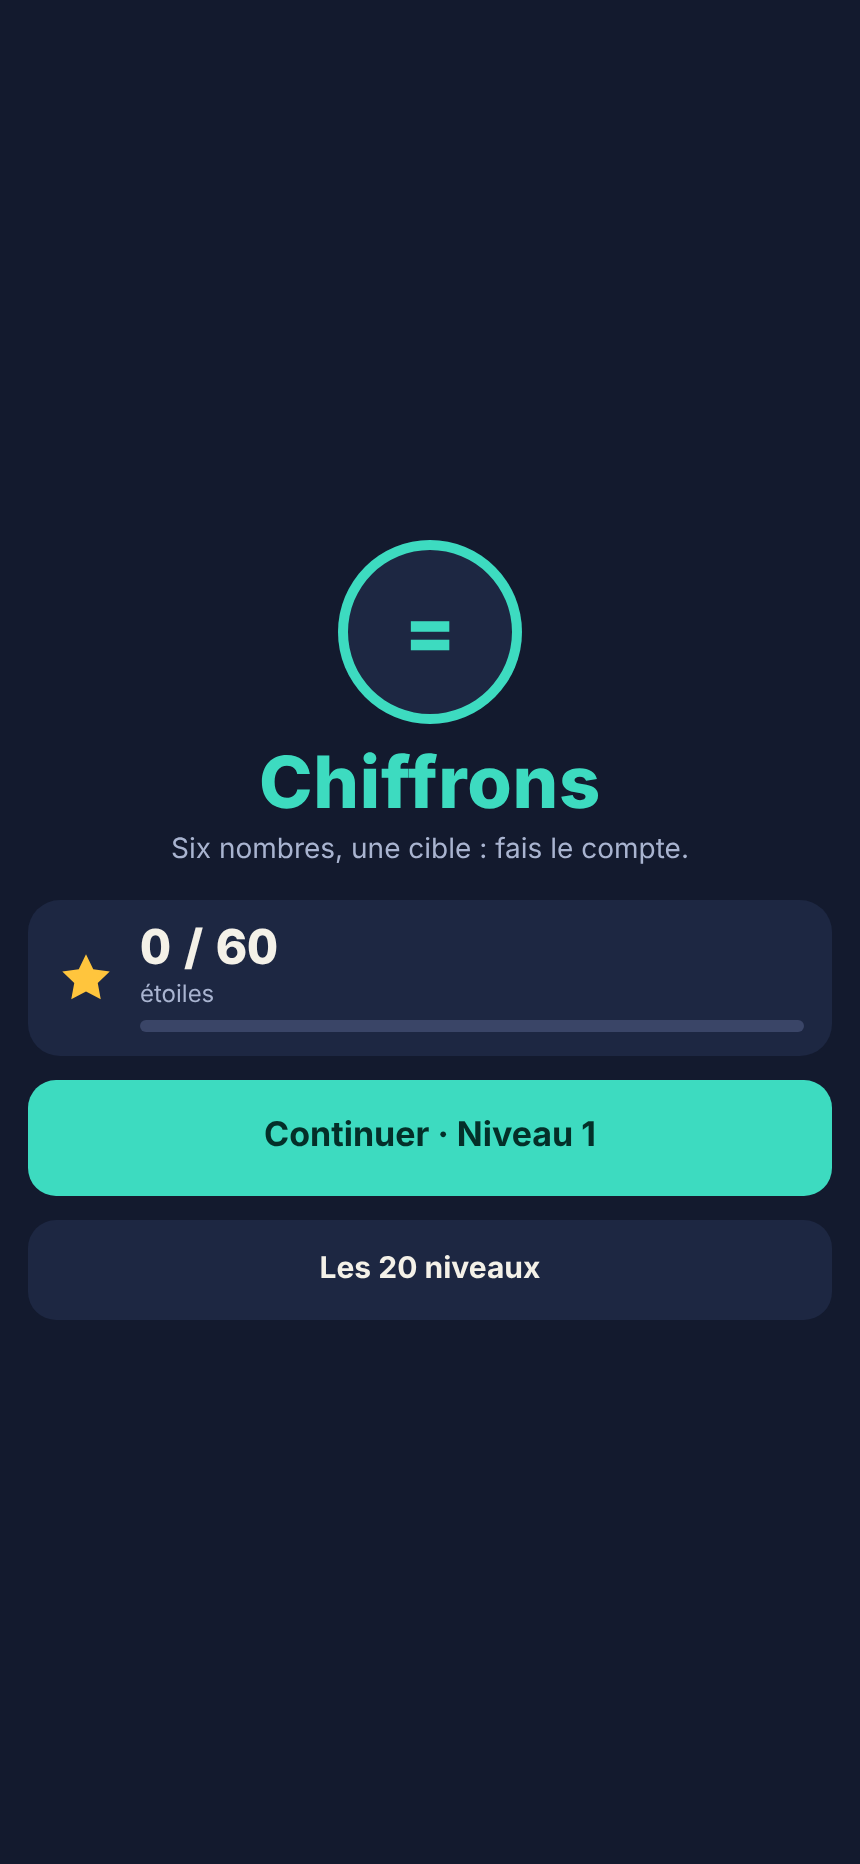 =
Chiffrons
Six nombres, une cible : fais le compte.
0 / 60
étoiles
Continuer · Niveau 1
Les 20 niveaux